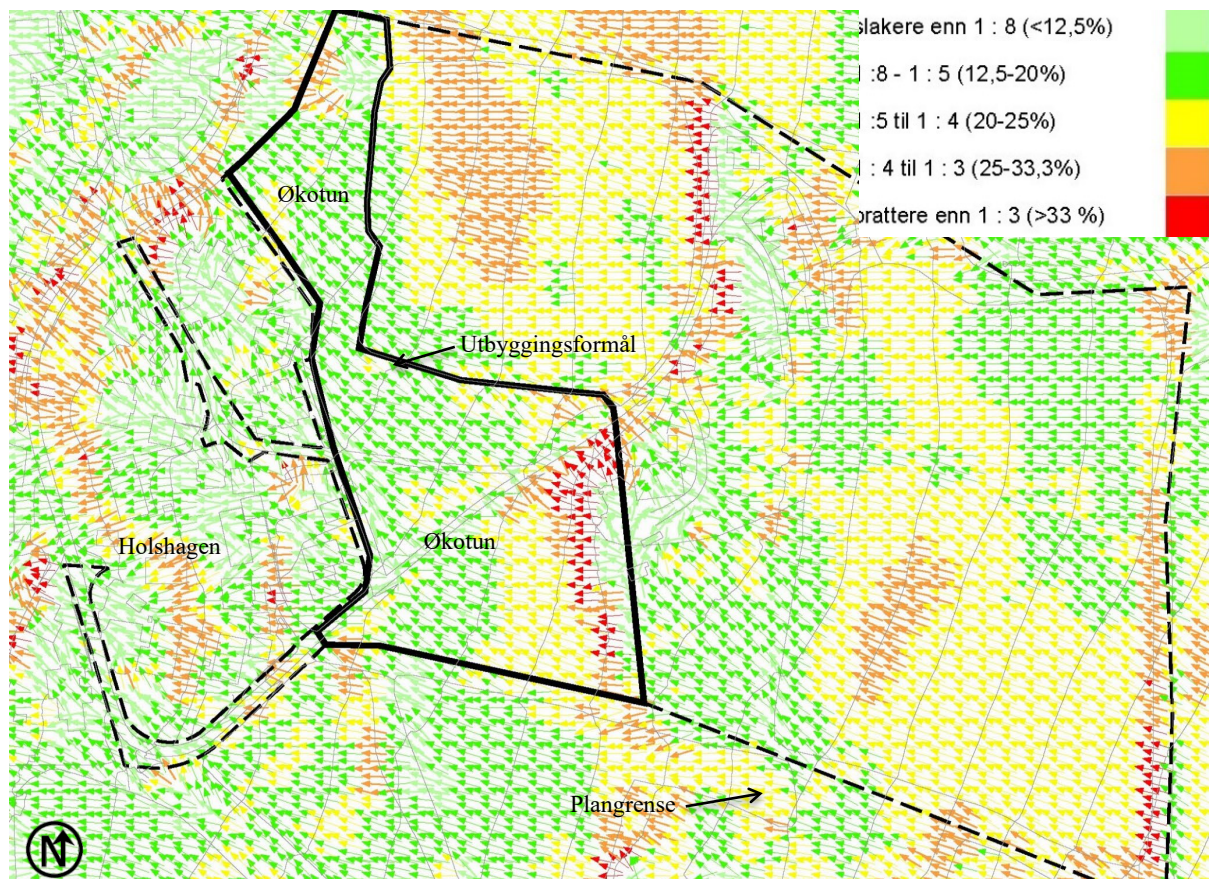 slakere enn 1 : 8 (<12,5%)
:8 - 1 : 5 (12,5-20%)
:5 til 1 : 4 (20-25%)
: 4 til 1 : 3 (25-33,3%)
brattere enn 1 : 3 (>33 %)
Økotun
Utbyggingsformål
Holshagen
Økotun
Plangrense
N